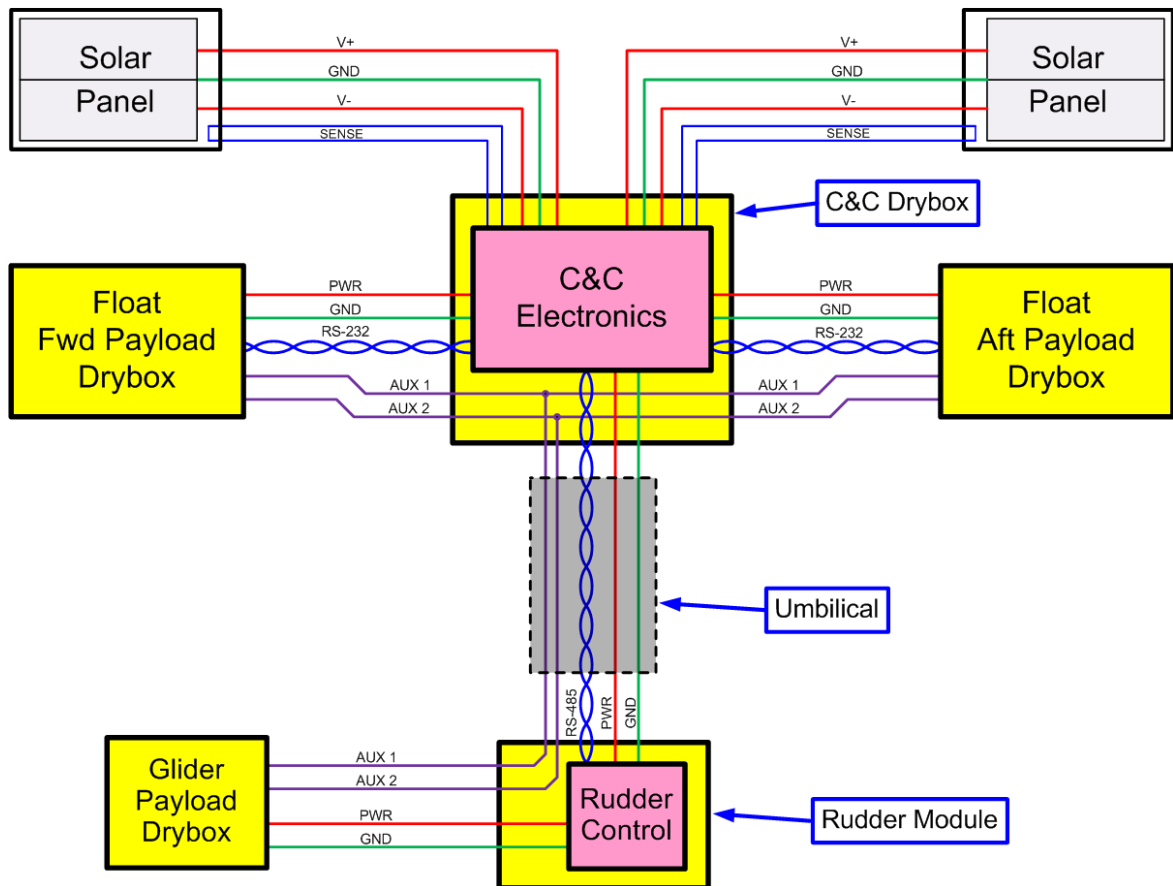 V+
V+
Solar
Panel
GND
GND
Solar
Panel
V-
V-
SENSE
SENSE
C&C Drybox
C&C
Electronics
Float
Fwd Payload
Drybox
PWR
GND
RS-232
AUX 1
AUX 2
PWR
GND
RS-232
AUX 1
AUX 2
Float
Aft Payload
Drybox
Umbilical
RS-485
PWR
GND
Glider
Payload
Drybox
AUX 1
AUX 2
PWR
GND
Rudder
Control
Rudder Module